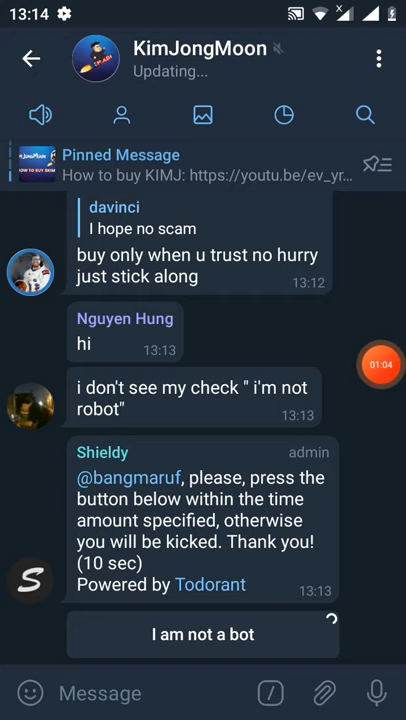 13:14
KimJongMoon
Updating...
Pinned Message
How to buy KIMJ: https://youtu.be/ev_yr...
davinci
I hope no scam
buy only when u trust no hurry
just stick along
13:12
Nguyen Hung
hi
13:13
i don't see my check " i'm not
robot"
13:13
01:04
Shieldy admin
@bangmaruf, please, press the
button below within the time
amount specified, otherwise
you will be kicked. Thank you!
(10 sec)
Powered by Todorant
13:13
I am not a bot
Message